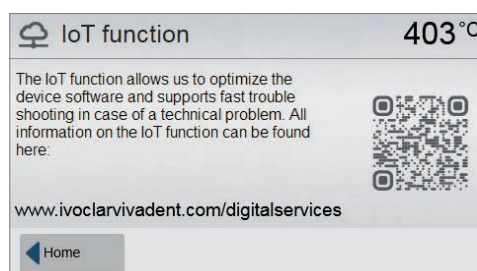 IoT function
403°C
The IoT function allows us to optimize the
device software and supports fast trouble
shooting in case of a technical problem. All
information on the IoT function can be found
here:
www.ivoclarvivadent.com/digitalservices
Home